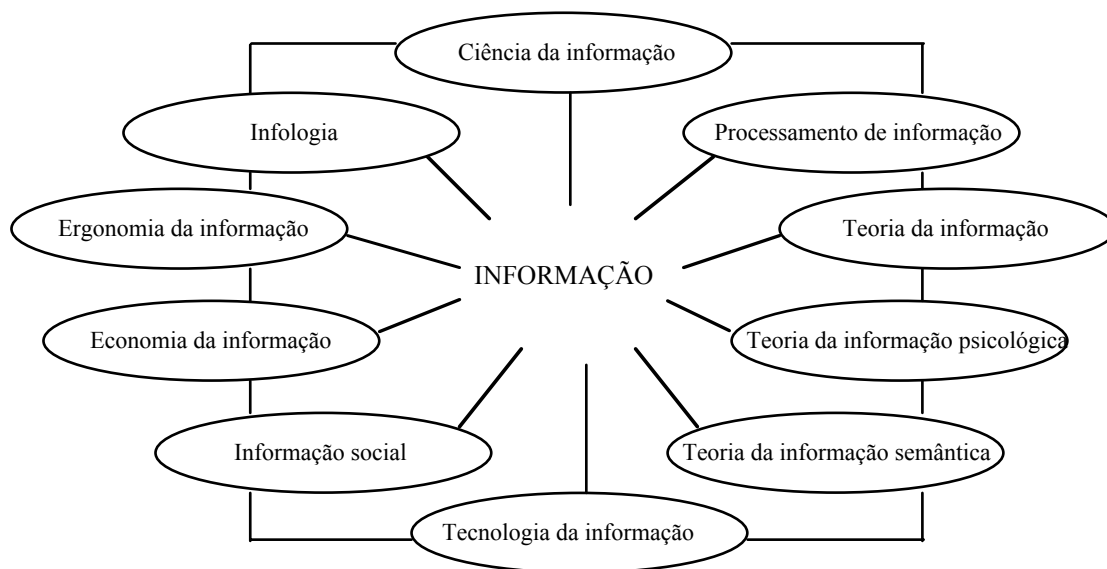 Ciência da informação
Infologia
Processamento de informação
Ergonomia da informação
Teoria da informação
INFORMAÇÃO
Economia da informação
Teoria da informação psicológica
Informação social
Teoria da informação semântica
Tecnologia da informação